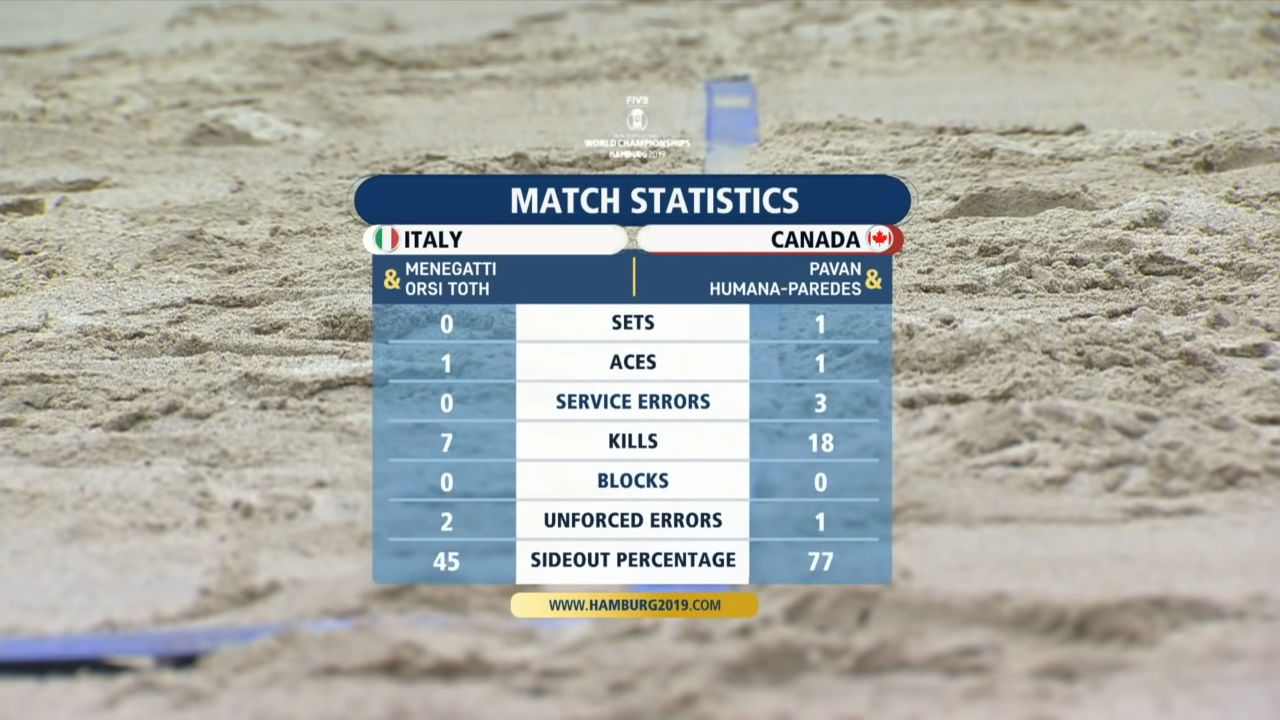 FIVB
WORLD CHAMPIONSHIPS
HAMBURG 2019
MATCH STATISTICS
ITALY CANADA
& MENEGATTI PAVAN &
ORSI TOTH HUMANA-PAREDES
0 SETS 1
1 ACES 1
0 SERVICE ERRORS 3
7 KILLS 18
0 BLOCKS 0
2 UNFORCED ERRORS 1
45 SIDEOUT PERCENTAGE 77
WWW.HAMBURG2019.COM